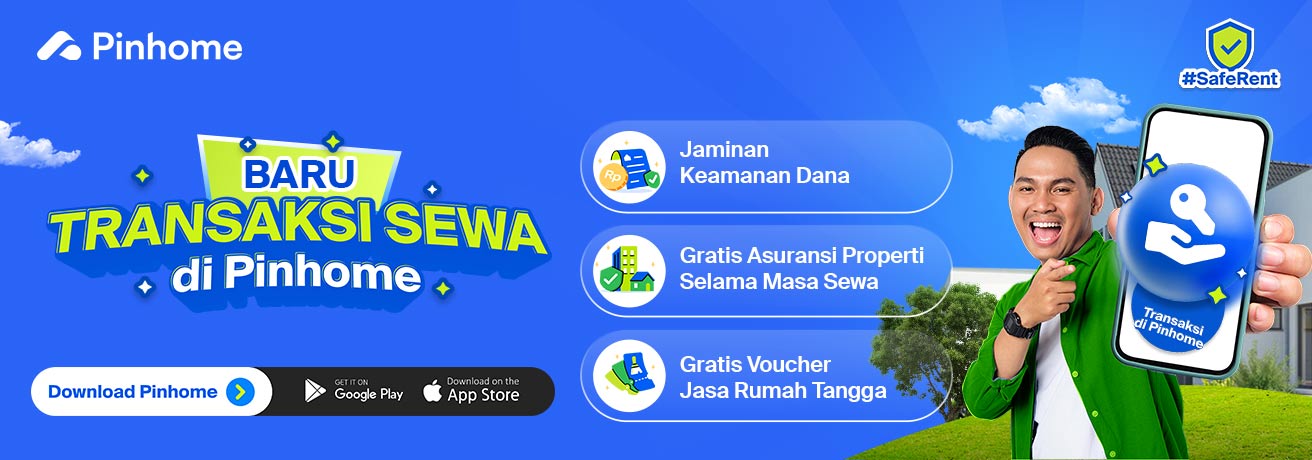 Pinhome
#SafeRent
BARU
TRANSAKSI SEWA
di Pinhome
Download Pinhome
GET IT ON
Google Play
Download on the
App Store
Rp
Jaminan
Keamanan Dana
Gratis Asuransi Properti
Selama Masa Sewa
Gratis Voucher
Jasa Rumah Tangga
Transaksi
di Pinhome